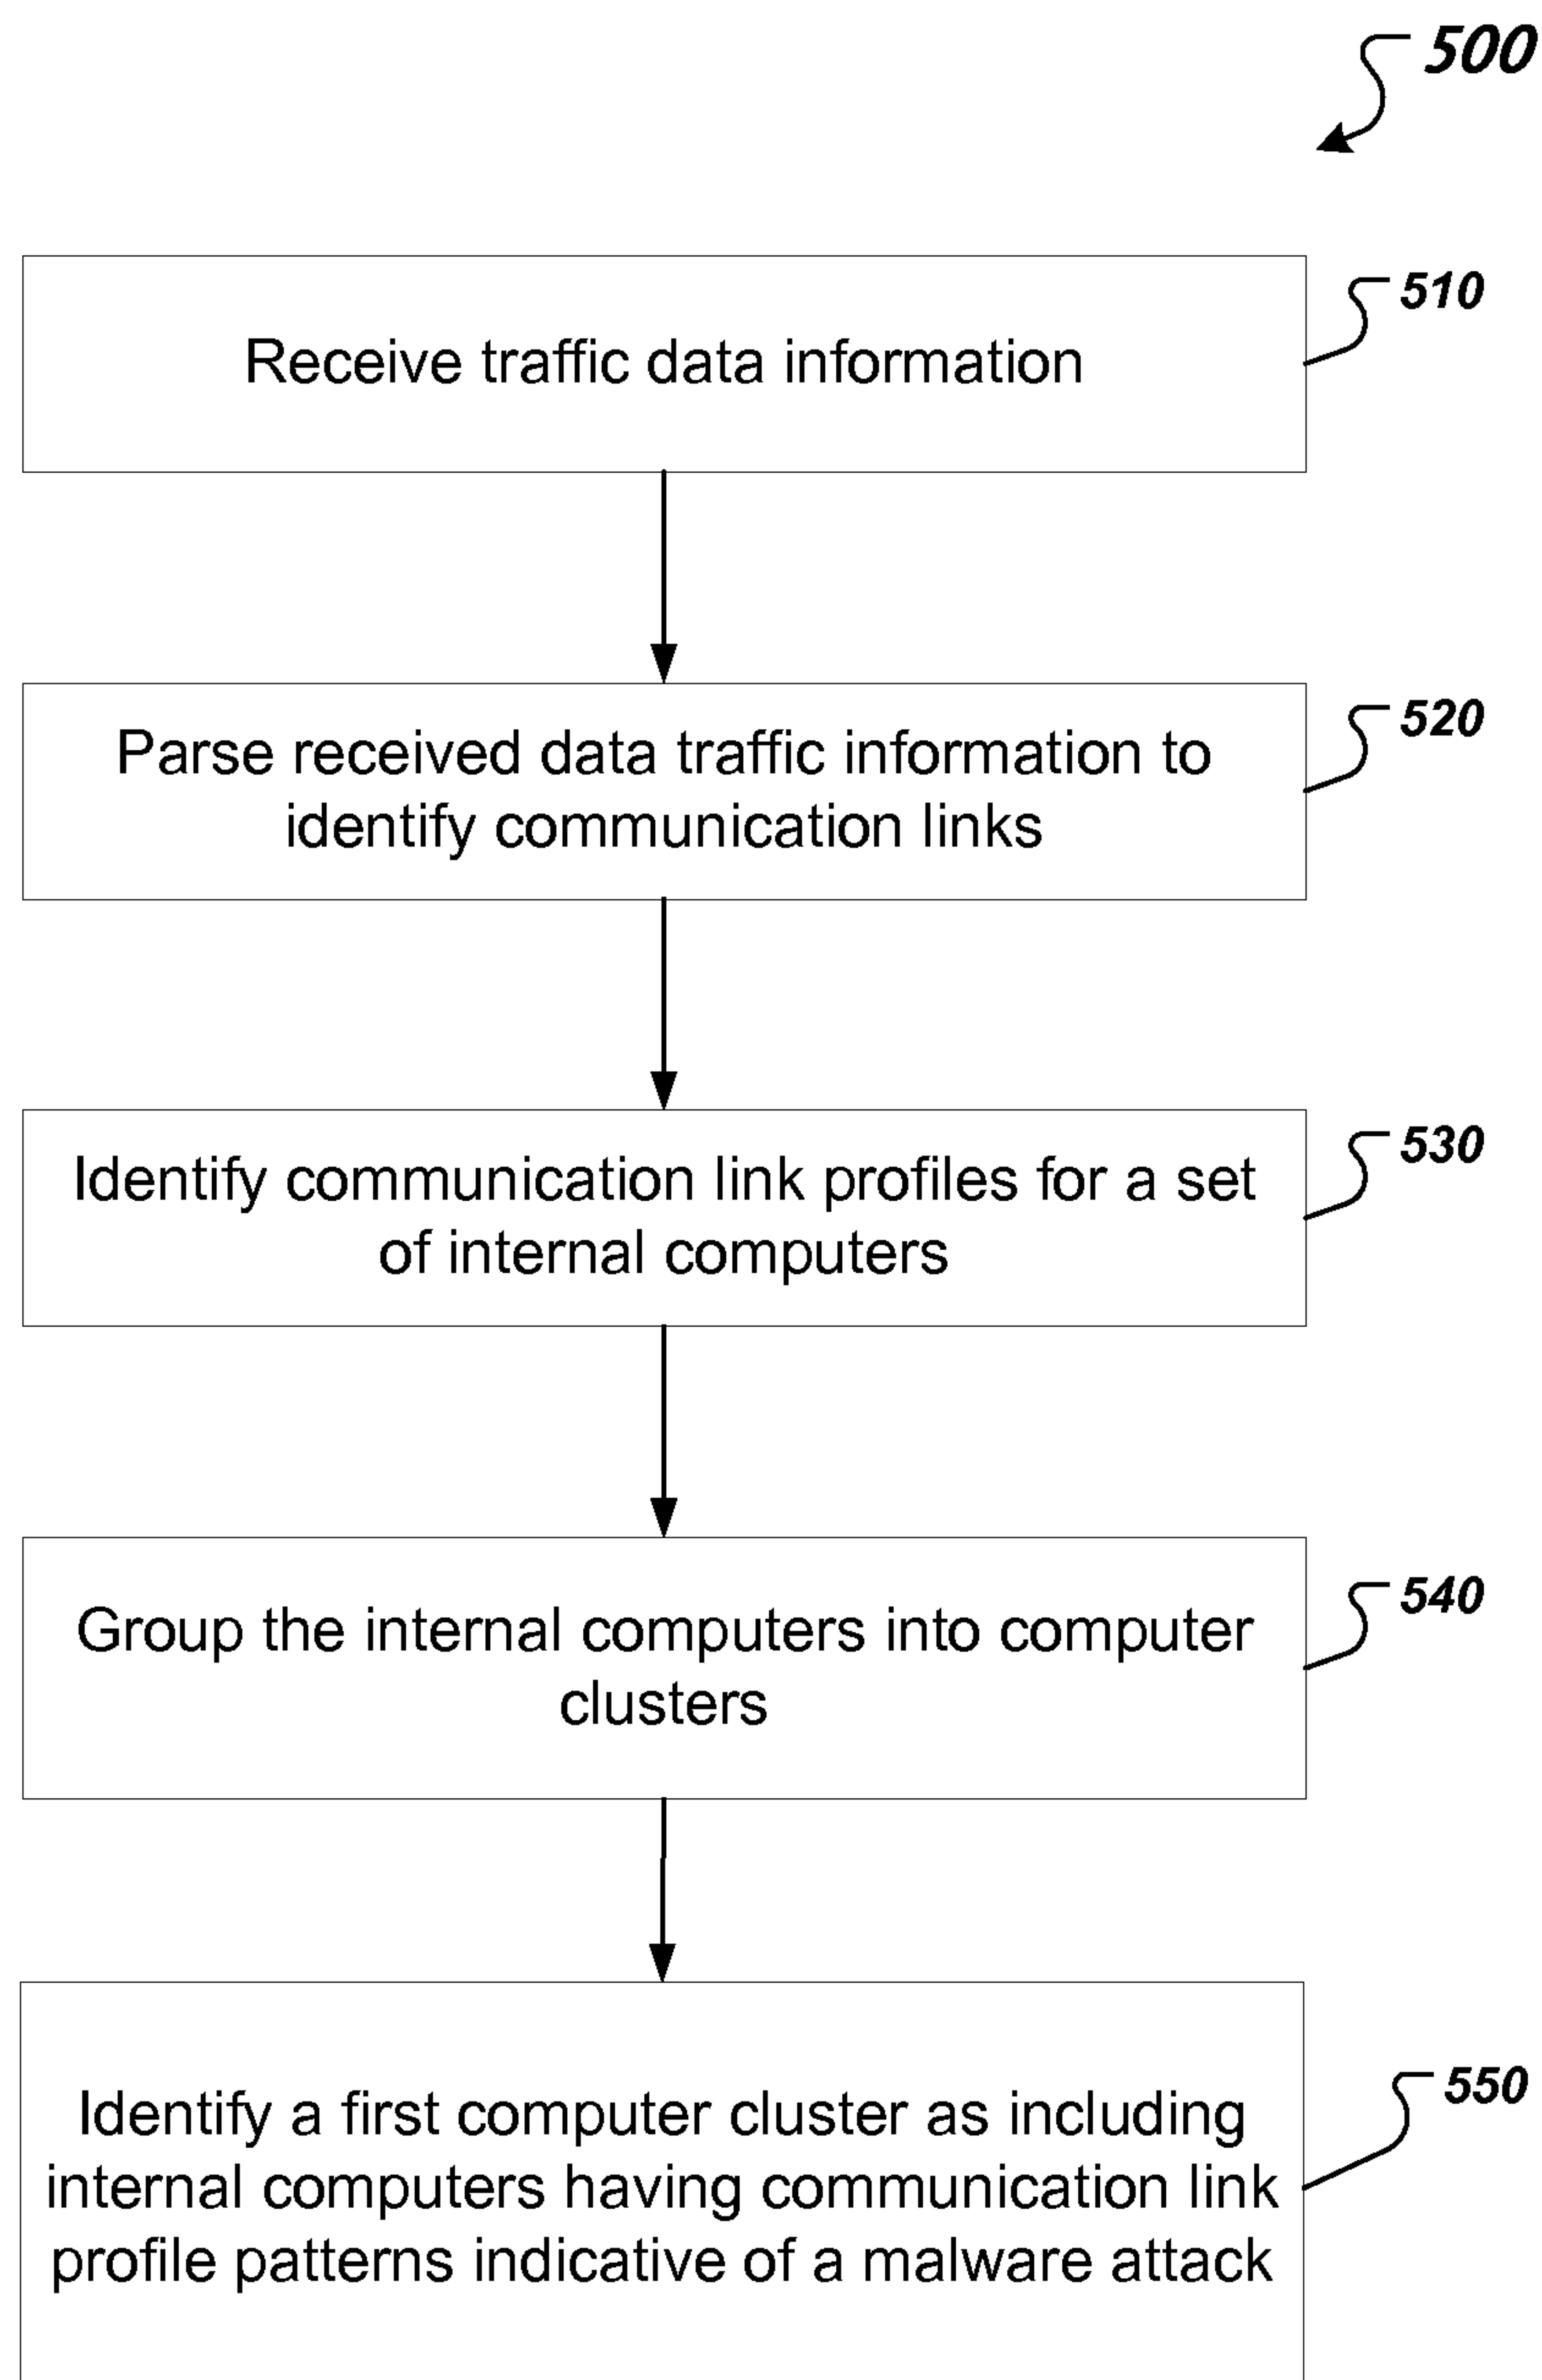 500
Receive traffic data information
510
Parse received data traffic information to
identify communication links
520
Identify communication link profiles for a set
of internal computers
530
Group the internal computers into computer
clusters
540
Identify a first computer cluster as including
internal computers having communication link
profile patterns indicative of a malware attack
550